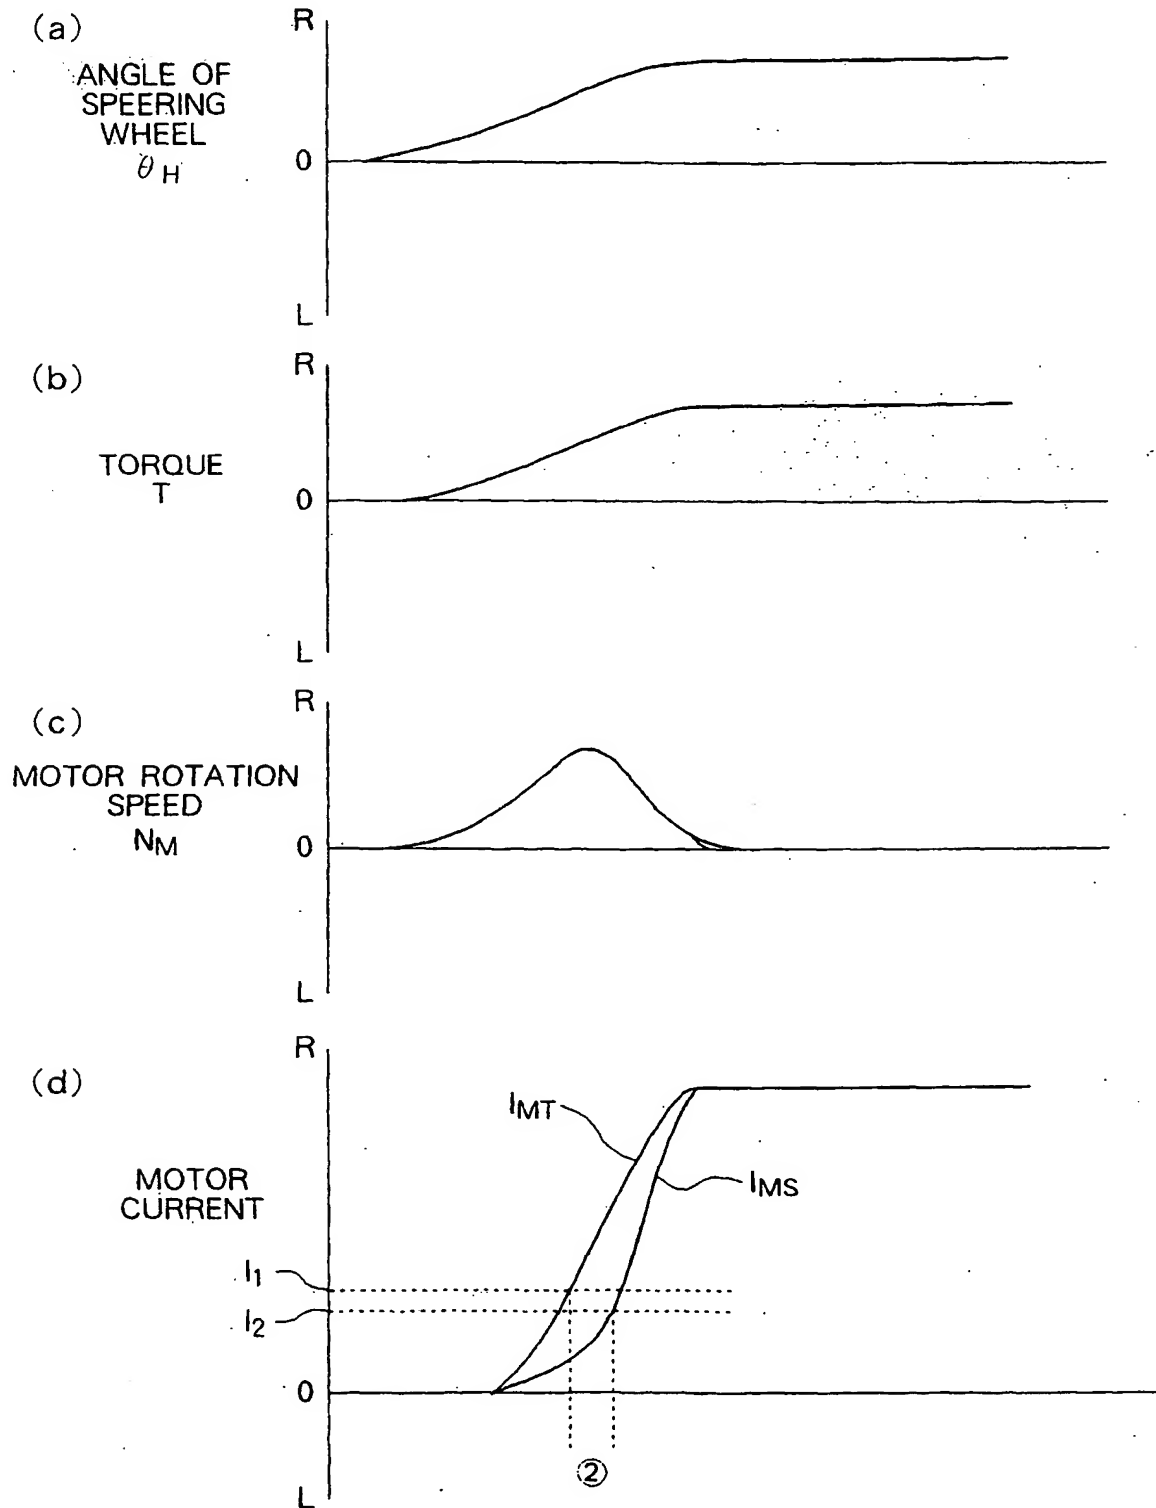 (a)
R
ANGLE OF
SPEERING
WHEEL
θH
0
L
(b)
R
TORQUE
T
0
L
(c)
R
MOTOR ROTATION
SPEED
NM
0
L
(d)
R
IMT
IMS
MOTOR
CURRENT
I1
I2
0
②
L